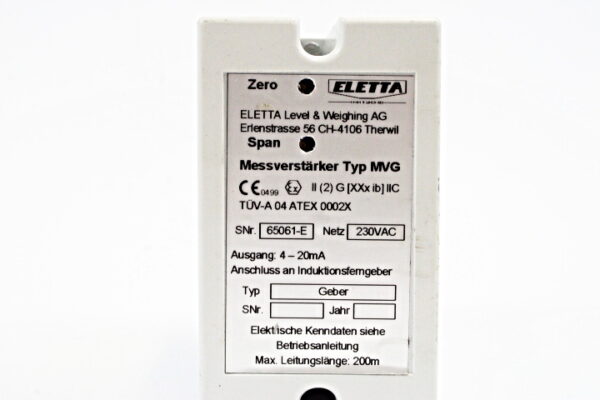 Zero ELETTA
ELETTA Level & Weighing AG
Erlenstrasse 56 CH-4106 Therwil
Span
Messverstärker Typ MVG
CE 0499 Ex II (2) G [XXx ib] IIC
TÜV-A 04 ATEX 0002X
SNr. 65061-E Netz 230VAC
Ausgang: 4 – 20mA
Anschluss an Induktionsferngeber
Typ Geber
SNr. Jahr
Elektrische Kenndaten siehe
Betriebsanleitung
Max. Leitungslänge: 200m